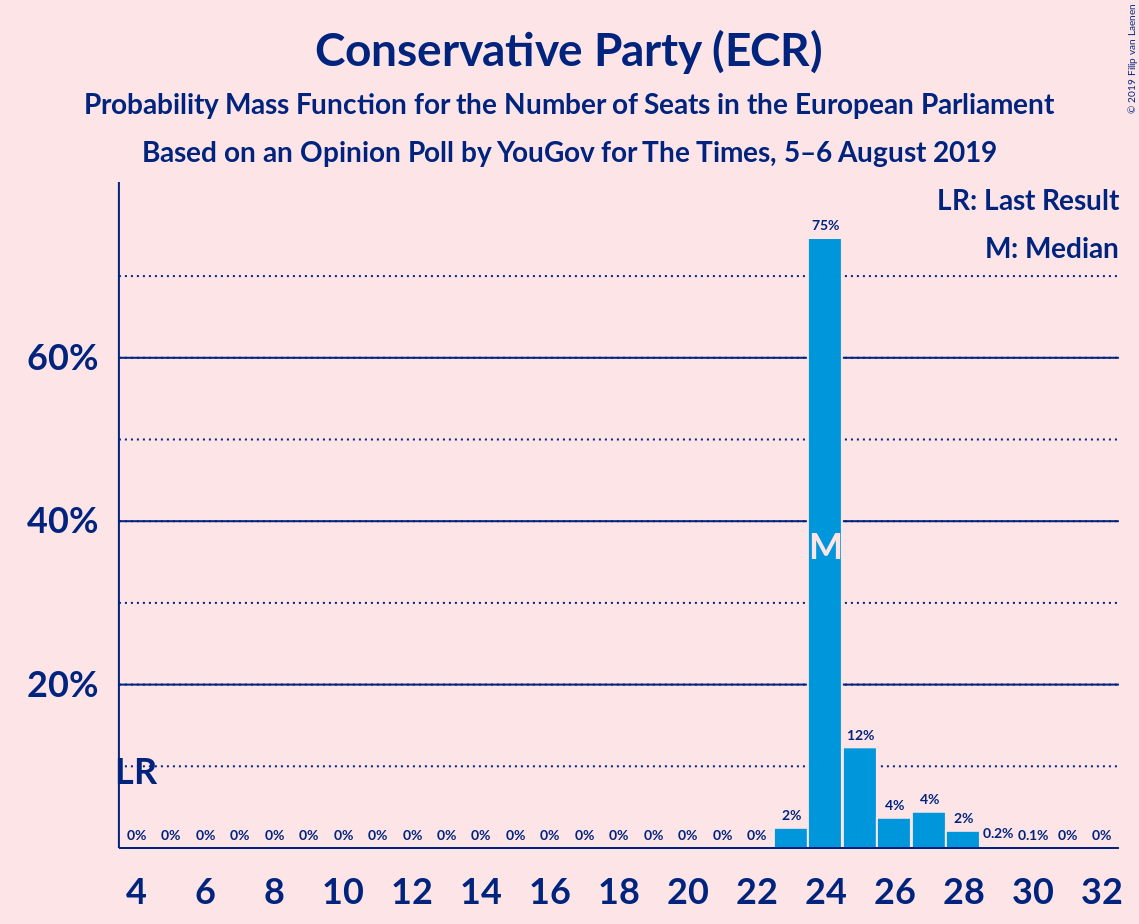 Conservative Party (ECR)
Probability Mass Function for the Number of Seats in the European Parliament
Based on an Opinion Poll by YouGov for The Times, 5–6 August 2019
© 2019 Filip van Laenen
LR: Last Result
M: Median
75%
60%
40%
M
20%
12%
LR
4% 4%
2% 2%
0% 0% 0% 0% 0% 0% 0% 0% 0% 0% 0% 0% 0% 0% 0% 0% 0% 0% 0% 0.2% 0.1% 0% 0%
4 6 8 10 12 14 16 18 20 22 24 26 28 30 32